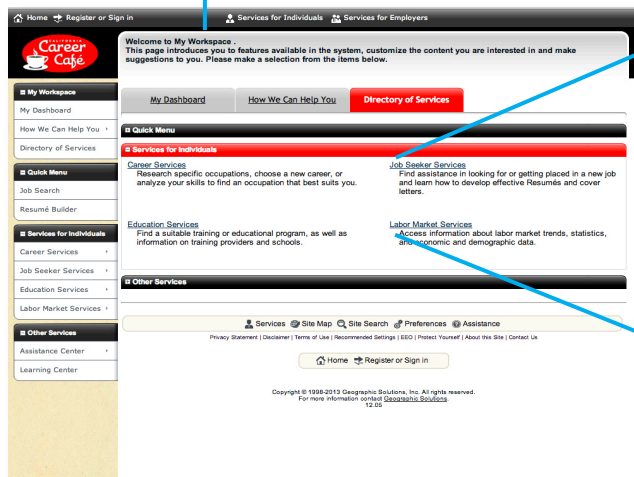 Home Register or Sign in Services for Individuals Services for Employers
CALIFORNIA
Career
Café
Welcome to My Workspace .
This page introduces you to features available in the system, customize the content you are interested in and make
suggestions to you. Please make a selection from the items below.
My Workspace
My Dashboard
How We Can Help You
Directory of Services
Quick Menu
Job Search
Resumé Builder
Services for Individuals
Career Services
Job Seeker Services
Education Services
Labor Market Services
Other Services
Assistance Center
Learning Center
My Dashboard How We Can Help You Directory of Services
Quick Menu
Services for Individuals
Career Services
Research specific occupations, choose a new career, or
analyze your skills to find an occupation that best suits you.
Job Seeker Services
Find assistance in looking for or getting placed in a new job
and learn how to develop effective Resumés and cover
letters.
Education Services
Find a suitable training or educational program, as well as
information on training providers and schools.
Labor Market Services
Access information about labor market trends, statistics,
and economic and demographic data.
Other Services
Services Site Map Site Search Preferences Assistance
Privacy Statement | Disclaimer | Terms of Use | Recommended Settings | EEO | Protect Yourself | About this Site | Contact Us
Home Register or Sign in
Copyright © 1998-2013 Geographic Solutions, Inc. All rights reserved.
For more information contact Geographic Solutions.
12.05